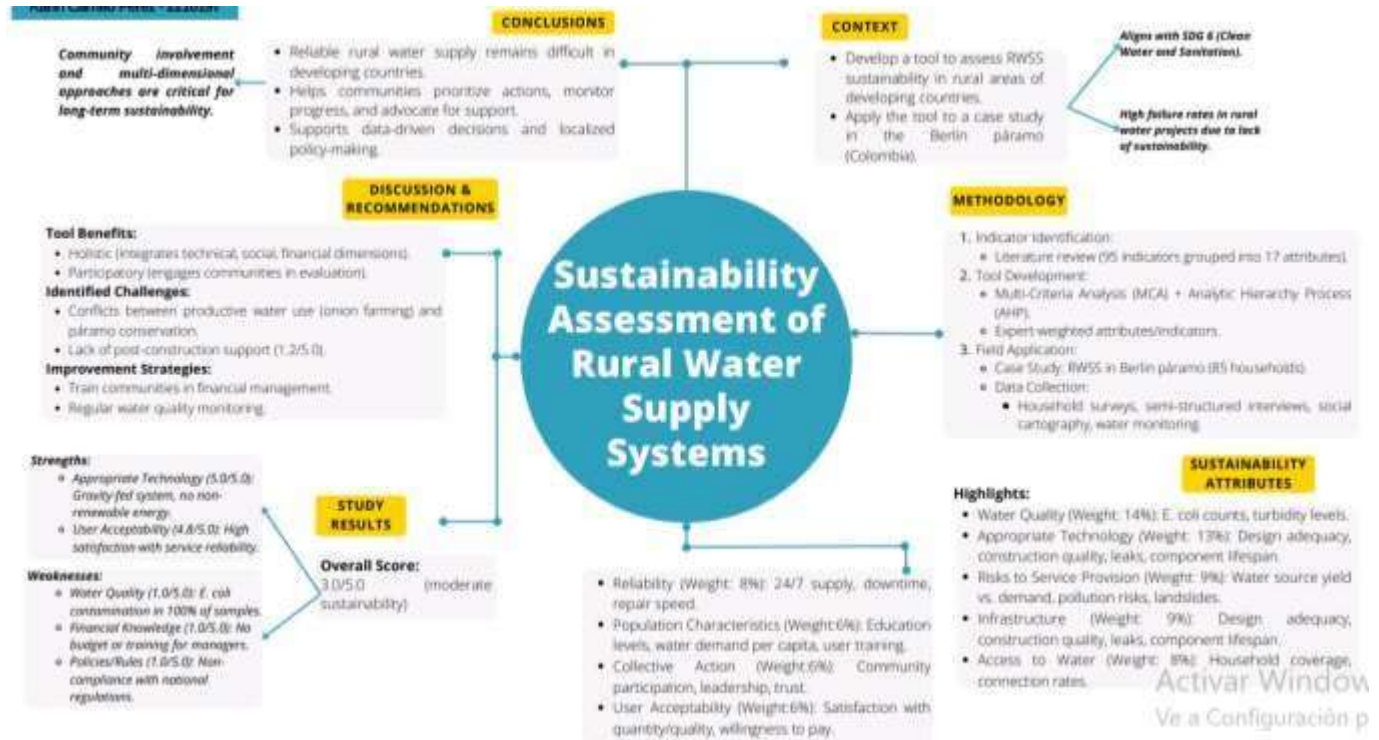 CONCLUSIONS
Community involvement
and multi-dimensional
approaches are critical for
long-term sustainability.
• Reliable rural water supply remains difficult in
developing countries.
• Helps communities prioritize actions, monitor
progress, and advocate for support.
• Supports data-driven decisions and localized
policy-making.
CONTEXT
• Develop a tool to assess RWSS
sustainability in rural areas of
developing countries.
• Apply the tool to a case study
in the Berlin páramo
(Colombia).
Aligns with SDG 6 (Clean
Water and Sanitation).
High failure rates in rural
water projects due to lack
of sustainability.
DISCUSSION &
RECOMMENDATIONS
Tool Benefits:
• Holistic (integrates technical, social, financial dimensions).
• Participatory (engages communities in evaluation).
Identified Challenges:
• Conflicts between productive water use (onion farming) and
páramo conservation.
• Lack of post-construction support (1.2/5.0).
Improvement Strategies:
• Train communities in financial management.
• Regular water quality monitoring.
Sustainability
Assessment of
Rural Water
Supply
Systems
METHODOLOGY
1. Indicator Identification:
• Literature review (95 indicators grouped into 17 attributes).
2. Tool Development:
• Multi-Criteria Analysis (MCA) + Analytic Hierarchy Process
(AHP).
• Expert weighted attributes/indicators.
3. Field Application:
• Case Study: RWSS in Berlin páramo (85 households)
• Data Collection:
▪ Household surveys, semi-structured interviews, social
cartography, water monitoring
STUDY
RESULTS
Strengths:
• Appropriate Technology (5.0/5.0):
Gravity-fed system, no non-
renewable energy.
• User Acceptability (4.8/5.0): High
satisfaction with service reliability.
Weaknesses:
• Water Quality (1.0/5.0): E. coli
contamination in 100% of samples.
• Financial Knowledge (1.0/5.0): No
budget or training for managers.
• Policies/Rules (1.0/5.0): Non-
compliance with national
regulations.
Overall Score:
3.0/5.0 (moderate
sustainability)
SUSTAINABILITY
ATTRIBUTES
Highlights:
• Water Quality (Weight: 14%): E. coli counts, turbidity levels.
• Appropriate Technology (Weight: 13%): Design adequacy,
construction quality, leaks, component lifespan.
• Risks to Service Provision (Weight: 9%): Water source yield
vs. demand, pollution risks, landslides.
• Infrastructure (Weight: 9%): Design adequacy,
construction quality, leaks, component lifespan.
• Access to Water (Weight: 8%): Household coverage,
connection rates.
• Reliability (Weight: 8%): 24/7 supply, downtime,
repair speed.
• Population Characteristics (Weight:6%): Education
levels, water demand per capita, user training.
• Collective Action (Weight:6%): Community
participation, leadership, trust.
• User Acceptability (Weight:6%): Satisfaction with
quantity/quality, willingness to pay.
Activar Window
Ve a Configuración p